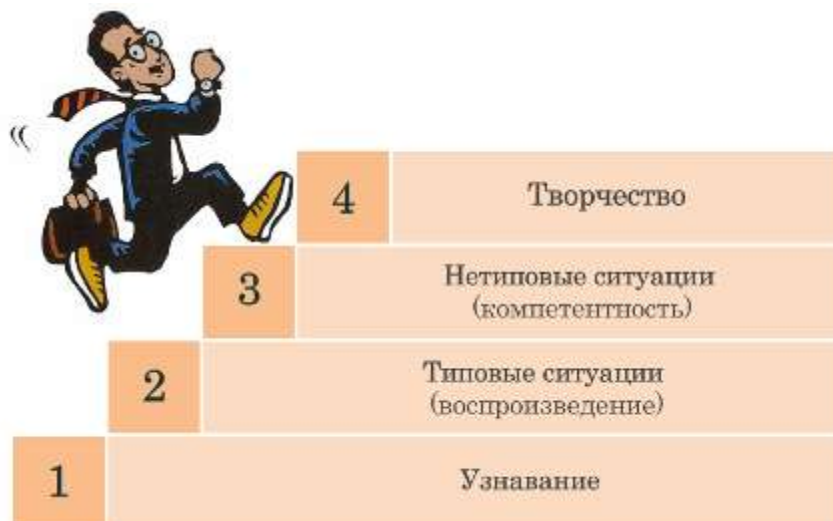 4
Творчество
3
Нетиповые ситуации
(компетентность)
2
Типовые ситуации
(воспроизведение)
1
Узнавание